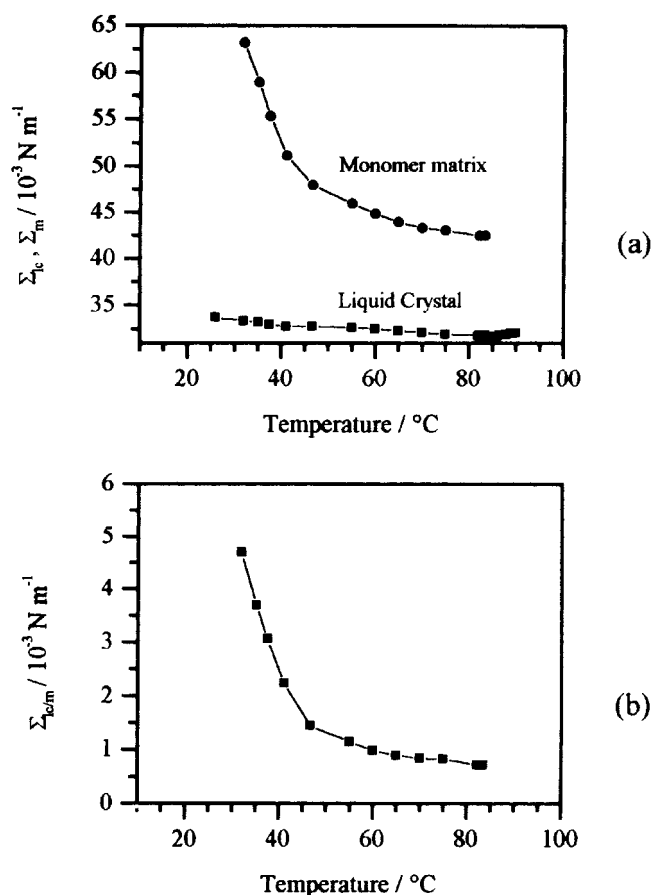 65
60
55
50
45
40
35
Σlc , Σm / 10-3 N m-1
Monomer matrix
Liquid Crystal
(a)
20 40 60 80 100
Temperature / °C
6
5
4
3
2
1
0
Σlc/m / 10-3 N m-1
(b)
20 40 60 80 100
Temperature / °C